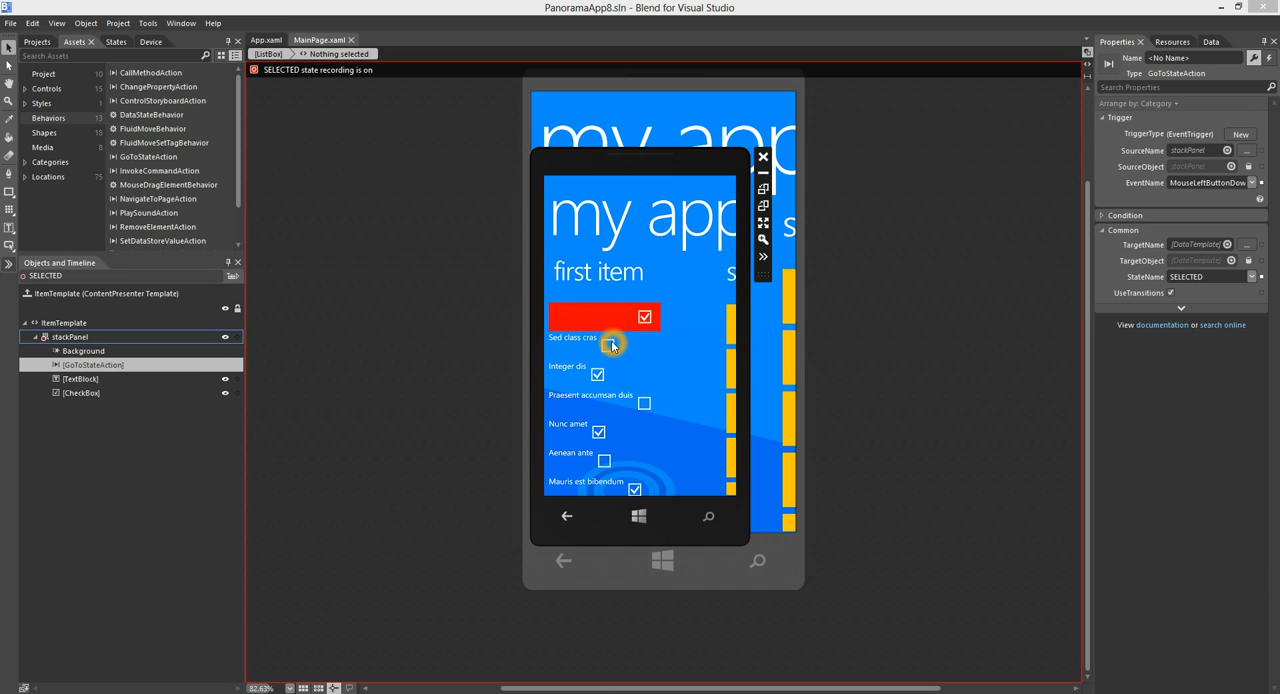 PanoramaApp8.sln - Blend for Visual Studio
File Edit View Object Project Tools Window Help
Projects Assets States Device
Search Assets
Project 10
Controls 15
Styles 1
Behaviors 13
Shapes 18
Media 8
Categories
Locations 75
CallMethodAction
ChangePropertyAction
ControlStoryboardAction
DataStateBehavior
FluidMoveBehavior
FluidMoveSetTagBehavior
GoToStateAction
InvokeCommandAction
MouseDragElementBehavior
NavigateToPageAction
PlaySoundAction
RemoveElementAction
SetDataStoreValueAction
Objects and Timeline
SELECTED
ItemTemplate (ContentPresenter Template)
ItemTemplate
stackPanel
Background
[GoToStateAction]
[TextBlock]
[CheckBox]
App.xaml MainPage.xaml
[ListBox] Nothing selected
SELECTED state recording is on
my app
my app
first item s
Sed class cras
Integer dis
Praesent accumsan duis
Nunc amet
Aenean ante
Mauris est bibendum
s
82.63%
Properties Resources Data
Name <No Name>
Type GoToStateAction
Search Properties
Arrange by: Category
Trigger
TriggerType (EventTrigger) New
SourceName stackPanel ...
SourceObject stackPanel
EventName MouseLeftButtonDow
Condition
Common
TargetName [DataTemplate] ...
TargetObject [DataTemplate]
StateName SELECTED
UseTransitions
View documentation or search online